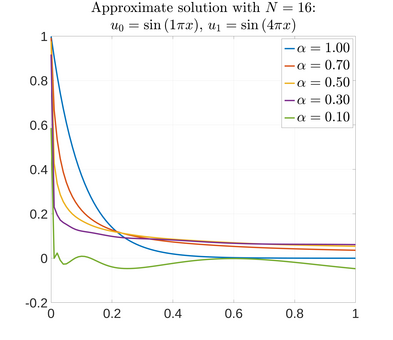 Approximate solution with N = 16:
u₀ = sin (1πx), u₁ = sin (4πx)
α = 1.00
α = 0.70
α = 0.50
α = 0.30
α = 0.10
1
0.8
0.6
0.4
0.2
0
-0.2
0 0.2 0.4 0.6 0.8 1